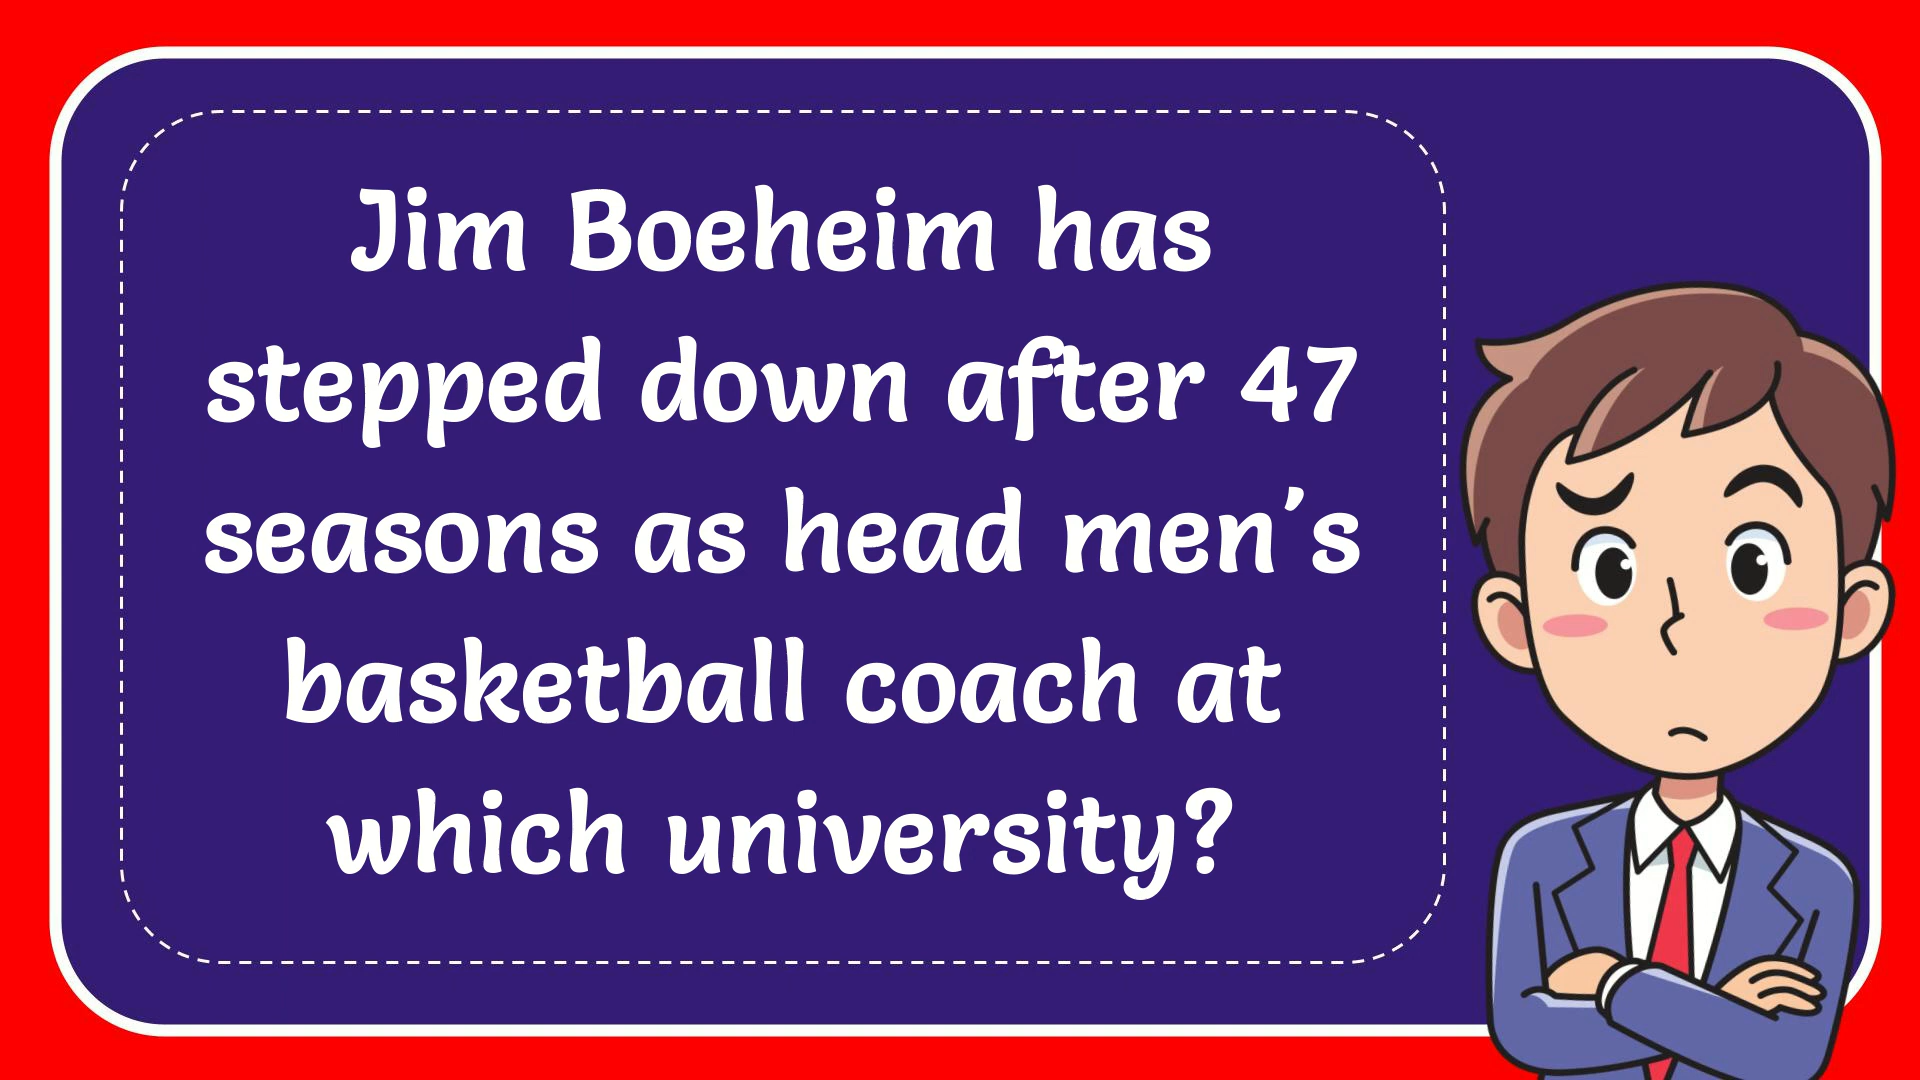 Jim Boeheim has
stepped down after 47
seasons as head men's
basketball coach at
which university?